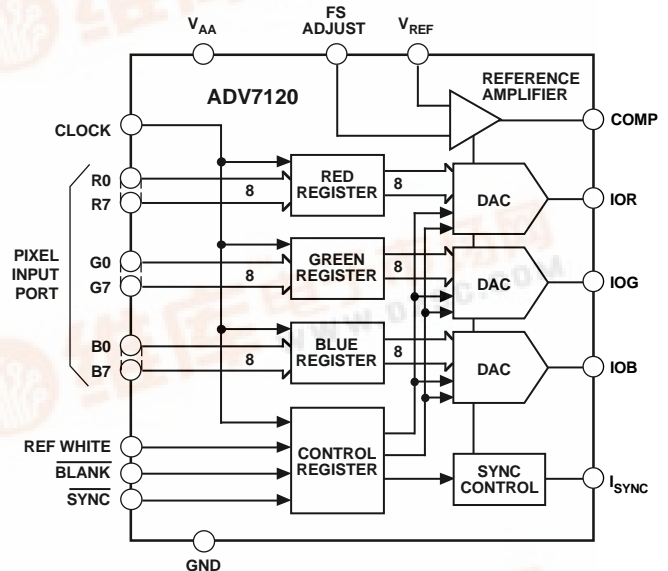 V_AA
FS
ADJUST
V_REF
ADV7120
REFERENCE
AMPLIFIER
COMP
CLOCK
R0
R7
8
RED
REGISTER
8
DAC
IOR
PIXEL
INPUT
PORT
G0
G7
8
GREEN
REGISTER
8
DAC
IOG
B0
B7
8
BLUE
REGISTER
8
DAC
IOB
REF WHITE
BLANK
SYNC
CONTROL
REGISTER
SYNC
CONTROL
I_SYNC
GND